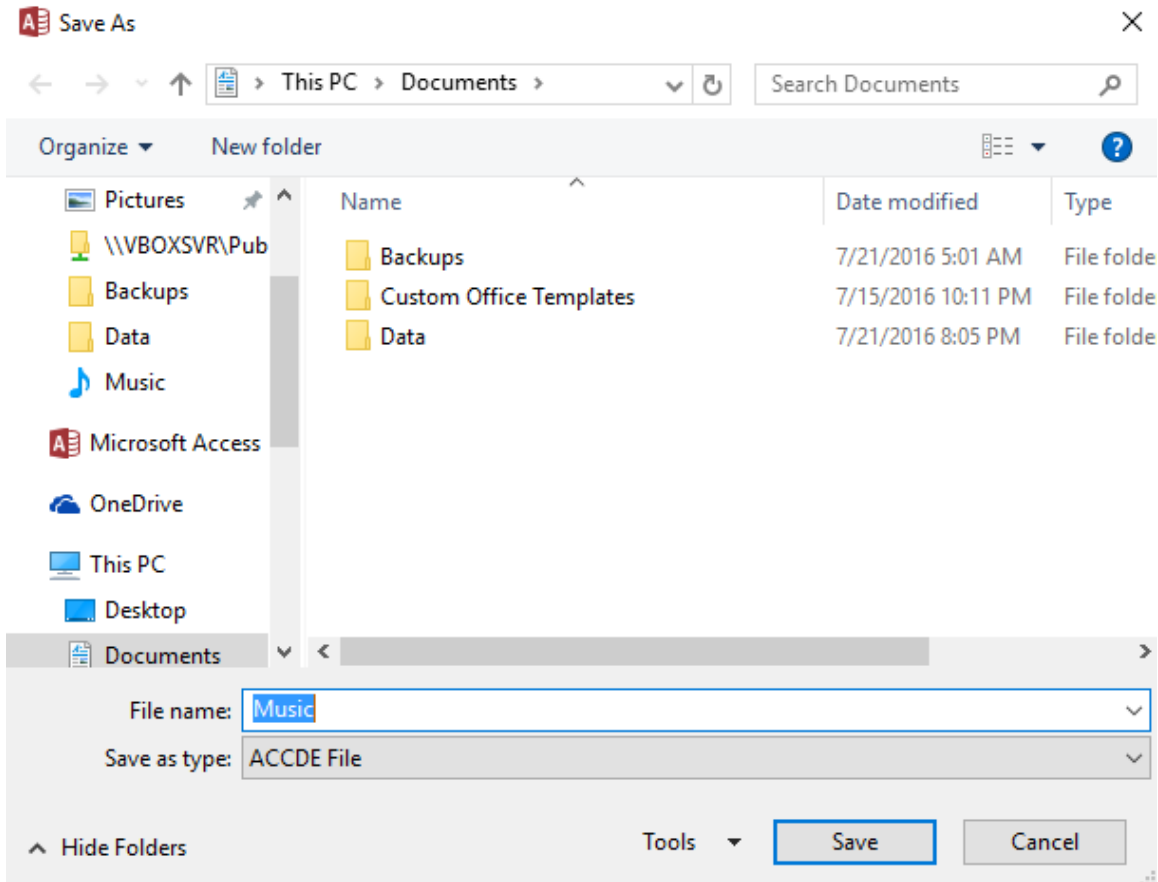 Save As
This PC > Documents >
Search Documents
Organize
New folder
?
Pictures
\\VBOXSVR\Pub
Backups
Data
Music
Microsoft Access
OneDrive
This PC
Desktop
Documents
Name Date modified Type
Backups 7/21/2016 5:01 AM File folde
Custom Office Templates 7/15/2016 10:11 PM File folde
Data 7/21/2016 8:05 PM File folde
File name: Music
Save as type: ACCDE File
Hide Folders
Tools
Save
Cancel